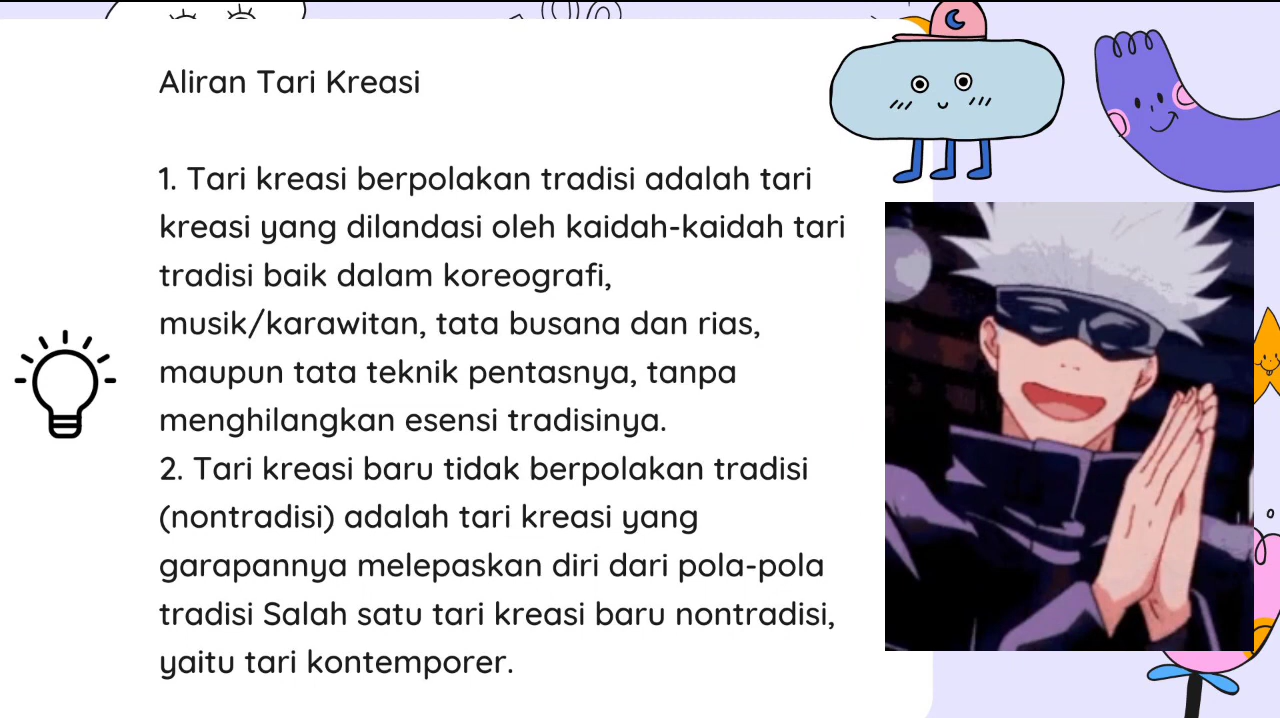 Aliran Tari Kreasi
1. Tari kreasi berpolakan tradisi adalah tari
kreasi yang dilandasi oleh kaidah-kaidah tari
tradisi baik dalam koreografi,
musik/karawitan, tata busana dan rias,
maupun tata teknik pentasnya, tanpa
menghilangkan esensi tradisinya.
2. Tari kreasi baru tidak berpolakan tradisi
(nontradisi) adalah tari kreasi yang
garapannya melepaskan diri dari pola-pola
tradisi Salah satu tari kreasi baru nontradisi,
yaitu tari kontemporer.